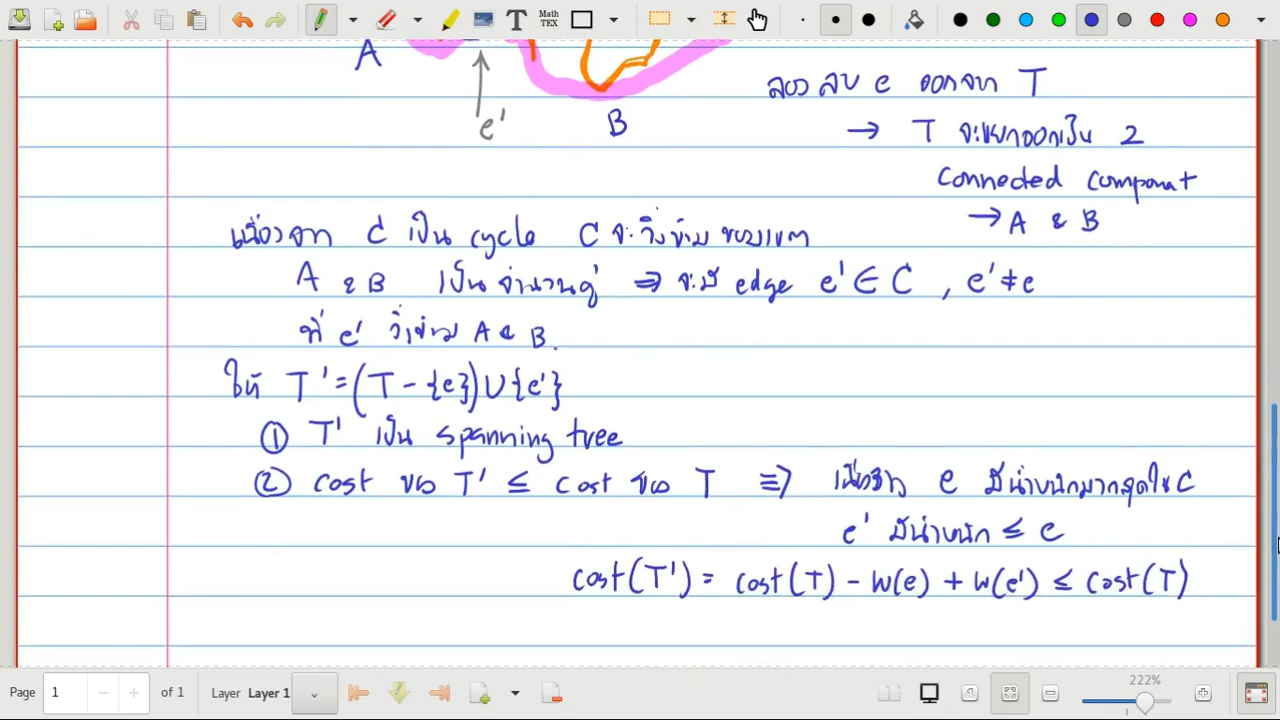 Math TEX
A
e'
B
ลองลบ e ออกจาก T
→ T จะแยกออกเป็น 2
connected component
→ A & B
เนื่องจาก C เป็น cycle C จะวิ่งข้าม ขอบเขต
A & B เป็นจำนวนคู่ ⇒ จะมี edge e' ∈ C , e' ≠ e
ที่ e' วิ่งข้าม A & B.
ให้ T' = (T - {e}) ∪ {e'}
① T' เป็น spanning tree
② cost ของ T' ≤ cost ของ T ⇒ เนื่องจาก e มีน้ำหนักมากสุดใน C
e' มีน้ำหนัก ≤ e
cost(T') = cost(T) - w(e) + w(e') ≤ cost(T)
Page 1 of 1 Layer Layer 1 222%